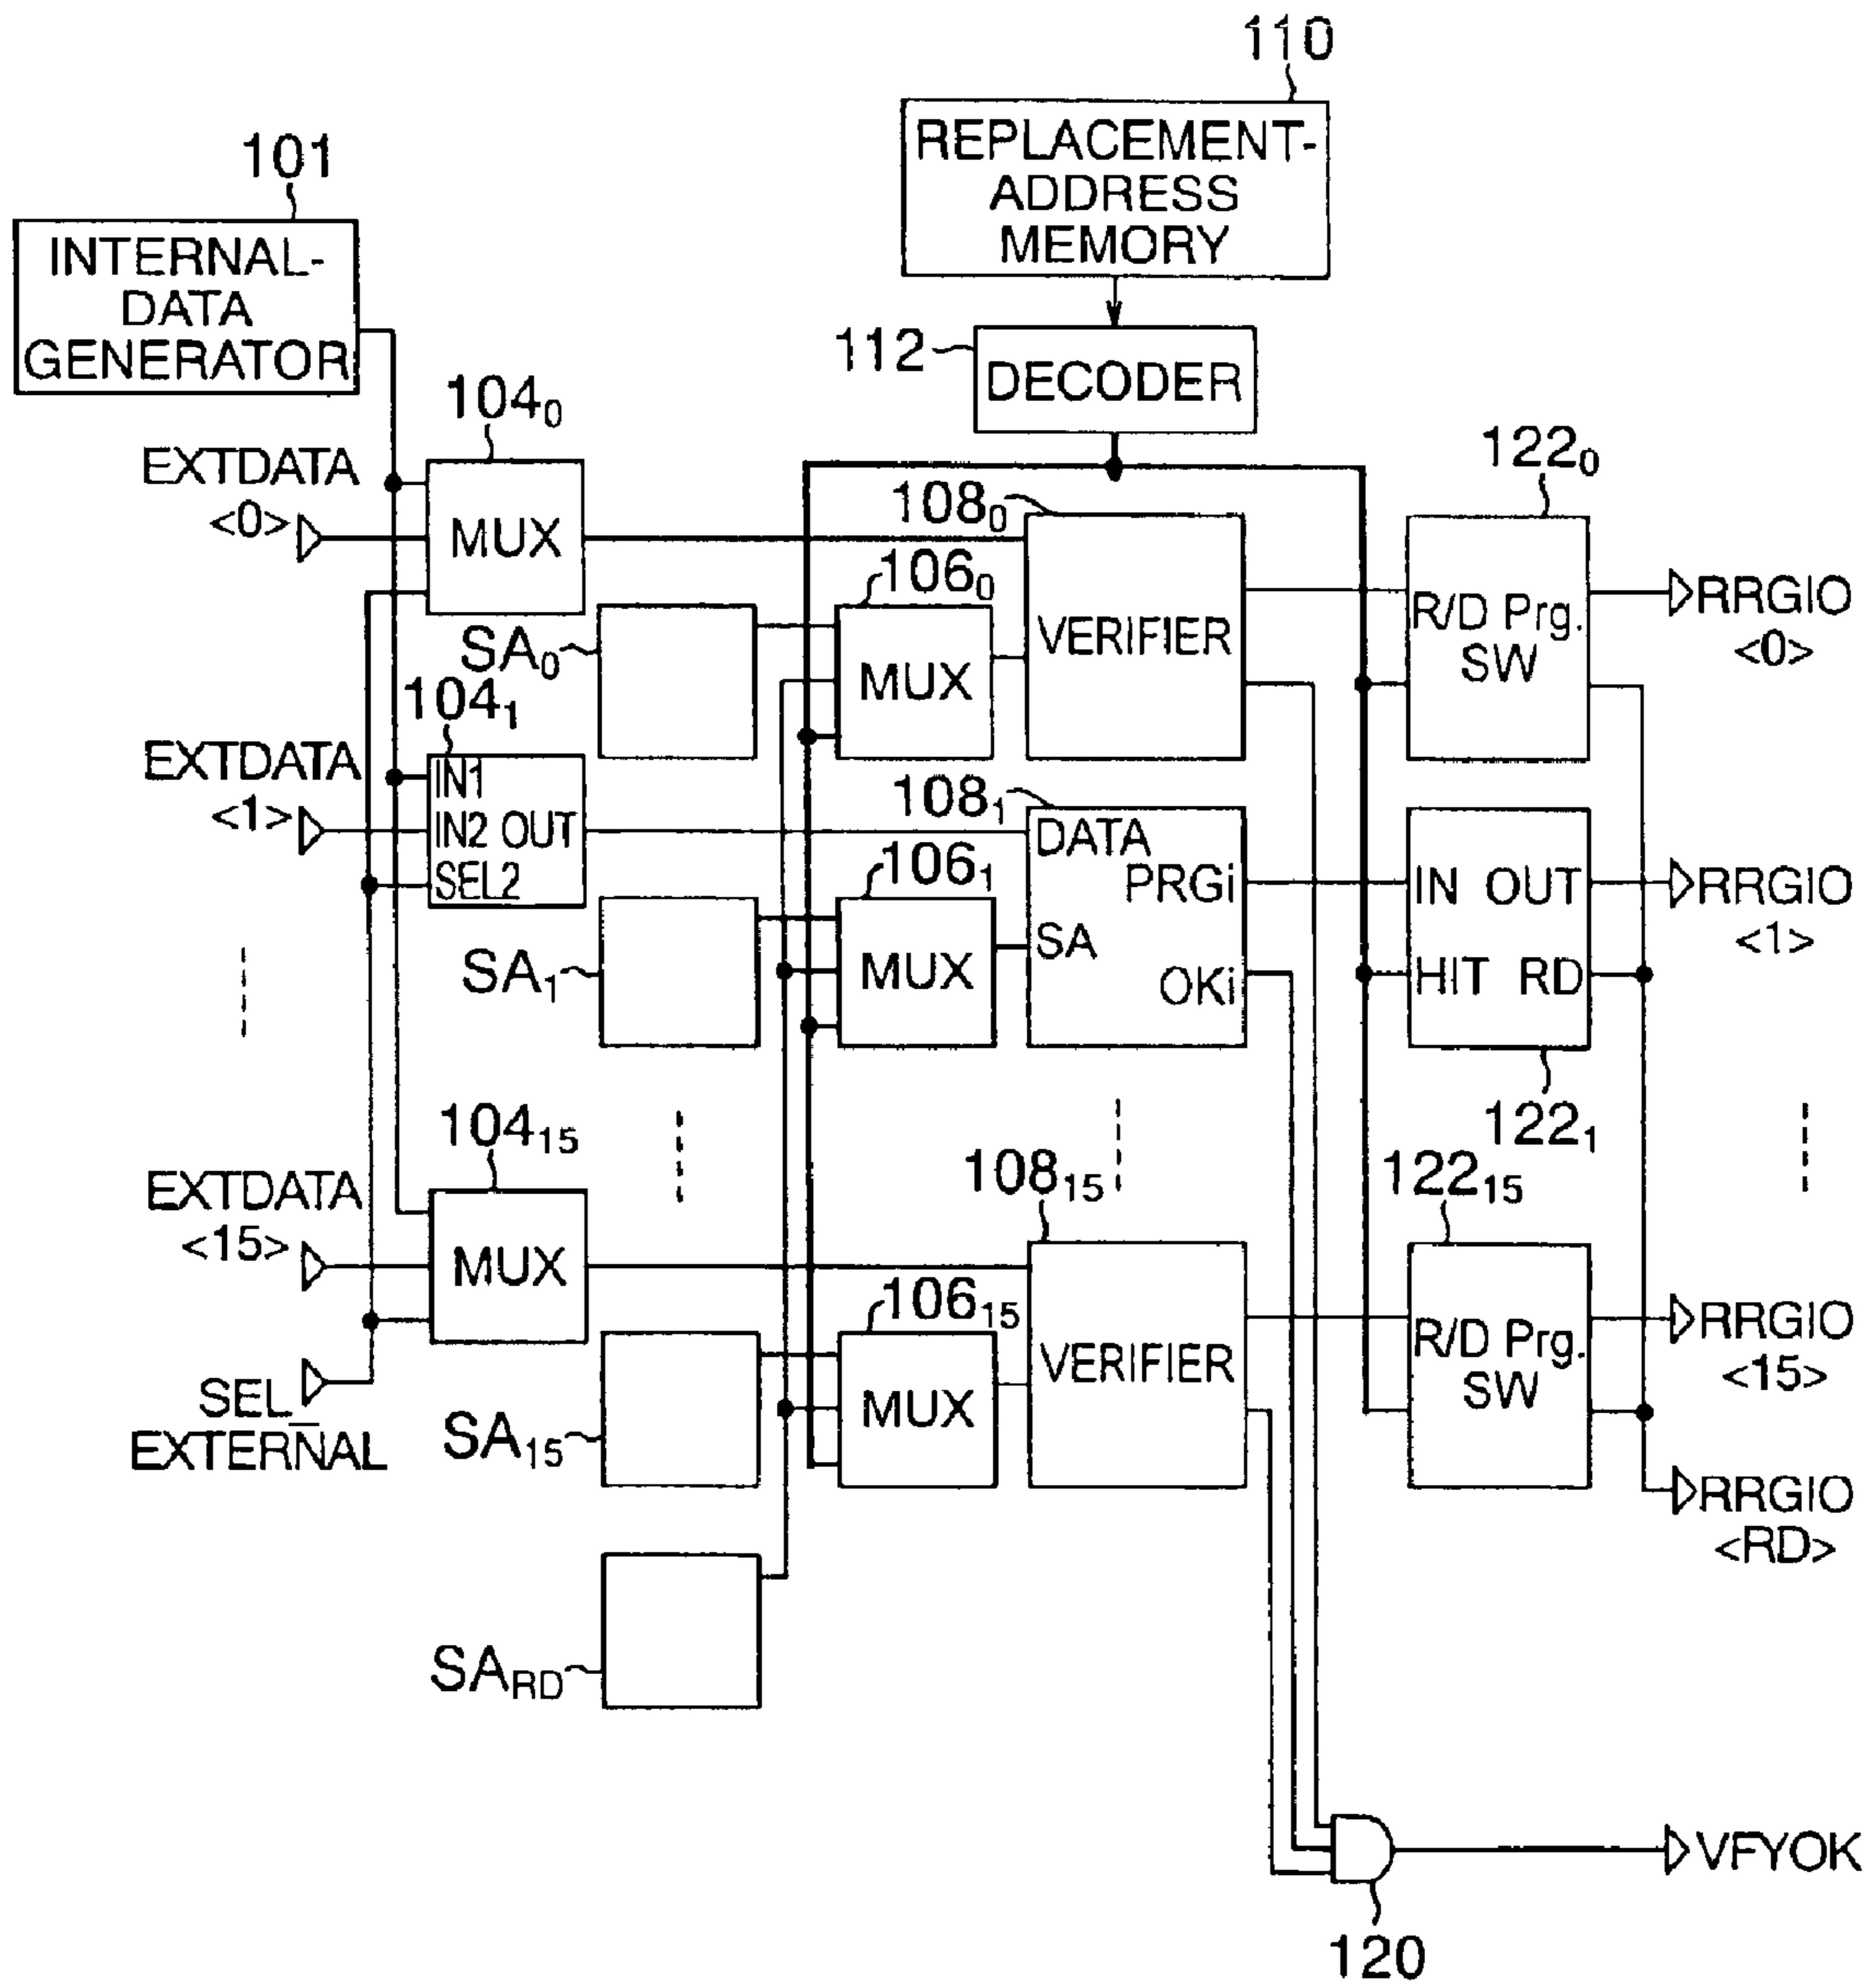 110
REPLACEMENT-
ADDRESS
MEMORY
101
INTERNAL-
DATA
GENERATOR
112
DECODER
104₀
EXTDATA
<0>
MUX
108₀
VERIFIER
122₀
R/D Prg.
SW
RRGIO
<0>
106₀
MUX
SA₀
104₁
EXTDATA
<1>
IN1
IN2 OUT
SEL2
108₁
DATA
PRGi
SA
OKi
106₁
MUX
SA₁
IN OUT
HIT RD
122₁
RRGIO
<1>
104₁₅
EXTDATA
<15>
MUX
108₁₅
VERIFIER
122₁₅
R/D Prg.
SW
RRGIO
<15>
106₁₅
MUX
SA₁₅
SEL_
EXTERNAL
RRGIO
<RD>
SA_RD
VFYOK
120